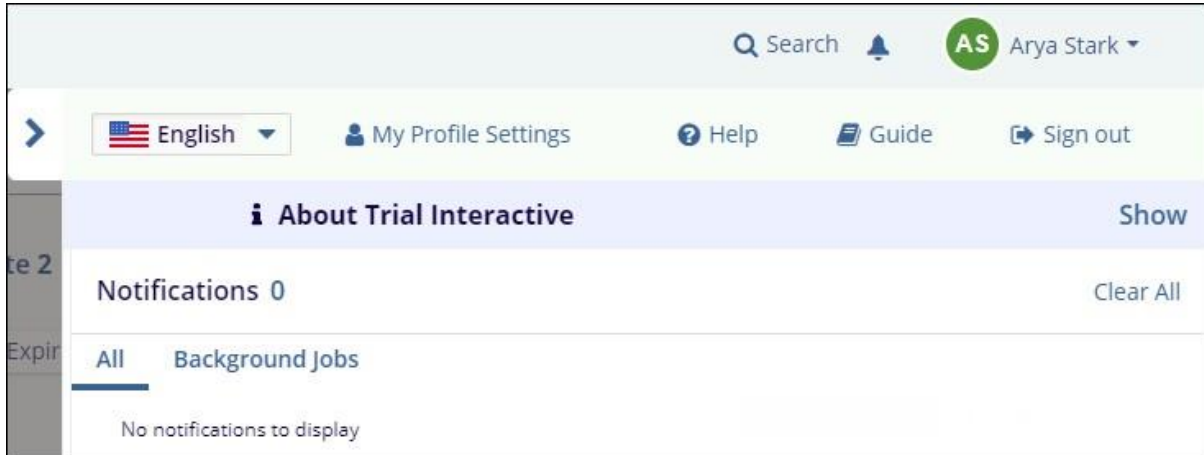 Search AS Arya Stark
English My Profile Settings Help Guide Sign out
i About Trial Interactive Show
te 2
Notifications 0 Clear All
Expir
All Background Jobs
No notifications to display